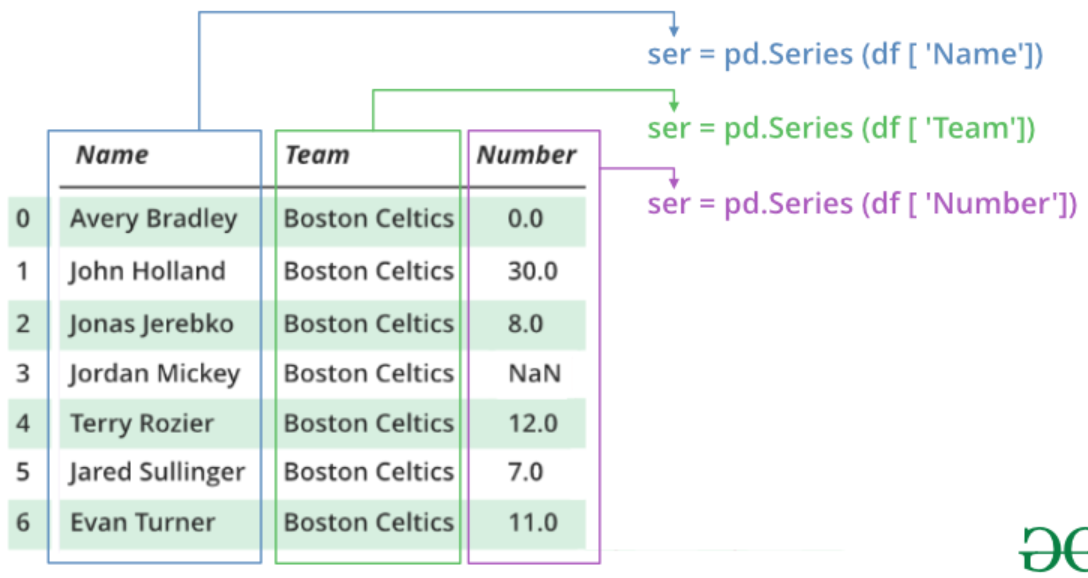 ser = pd.Series (df [ 'Name'])
ser = pd.Series (df [ 'Team'])
ser = pd.Series (df [ 'Number'])
Name Team Number
0 Avery Bradley Boston Celtics 0.0
1 John Holland Boston Celtics 30.0
2 Jonas Jerebko Boston Celtics 8.0
3 Jordan Mickey Boston Celtics NaN
4 Terry Rozier Boston Celtics 12.0
5 Jared Sullinger Boston Celtics 7.0
6 Evan Turner Boston Celtics 11.0